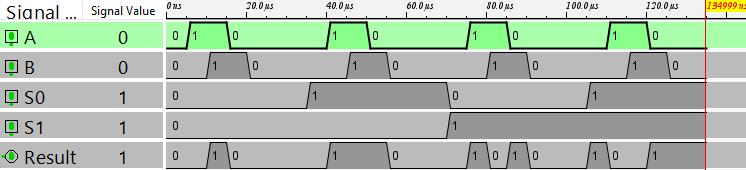 Signal ... Signal Value 0 ns 20.0 µs 40.0 µs 60.0 µs 80.0 µs 100.0 µs 120.0 µs 134999 ns
A 0 0 1 0 1 0 1 0 1 0
B 0 0 1 0 1 0 1 0 1 0
S0 1 0 1 0 1
S1 1 0 1
Result 1 0 1 0 1 0 1 0 1 0 1 0 1